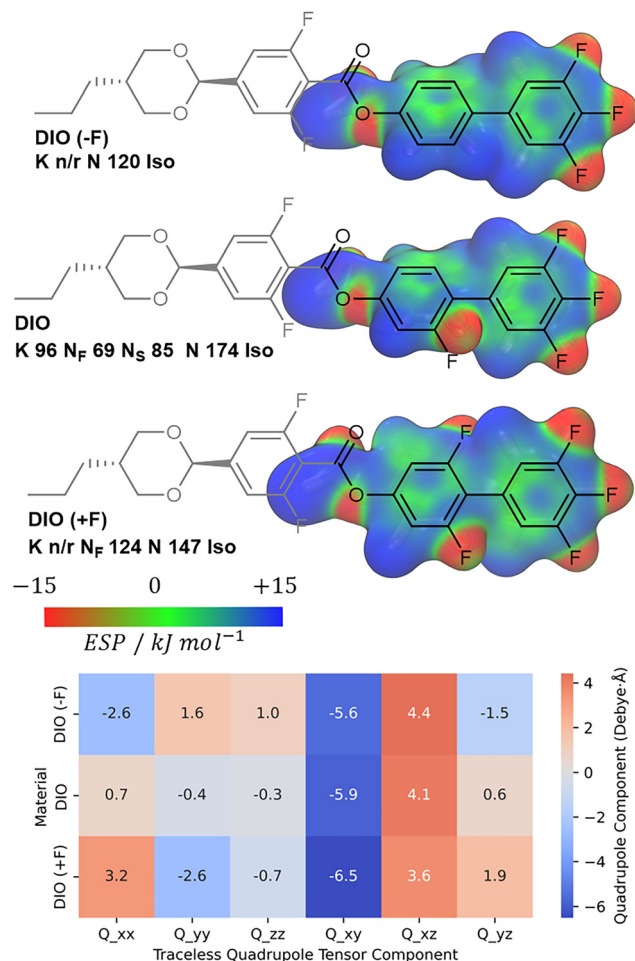 F
O O F
O O F
DIO (-F) F F
K n/r N 120 Iso
F
O O F
O O F
DIO F F F
K 96 N_F 69 N_S 85 N 174 Iso
F
O O F F
O O F
DIO (+F) F F F
K n/r N_F 124 N 147 Iso
−15 0 +15
ESP / kJ mol⁻¹
DIO (-F) -2.6 1.6 1.0 -5.6 4.4 -1.5
DIO 0.7 -0.4 -0.3 -5.9 4.1 0.6
DIO (+F) 3.2 -2.6 -0.7 -6.5 3.6 1.9
Material
Q_xx Q_yy Q_zz Q_xy Q_xz Q_yz
Traceless Quadrupole Tensor Component
4
2
0
−2
−4
−6
Quadrupole Component (Debye·Å)